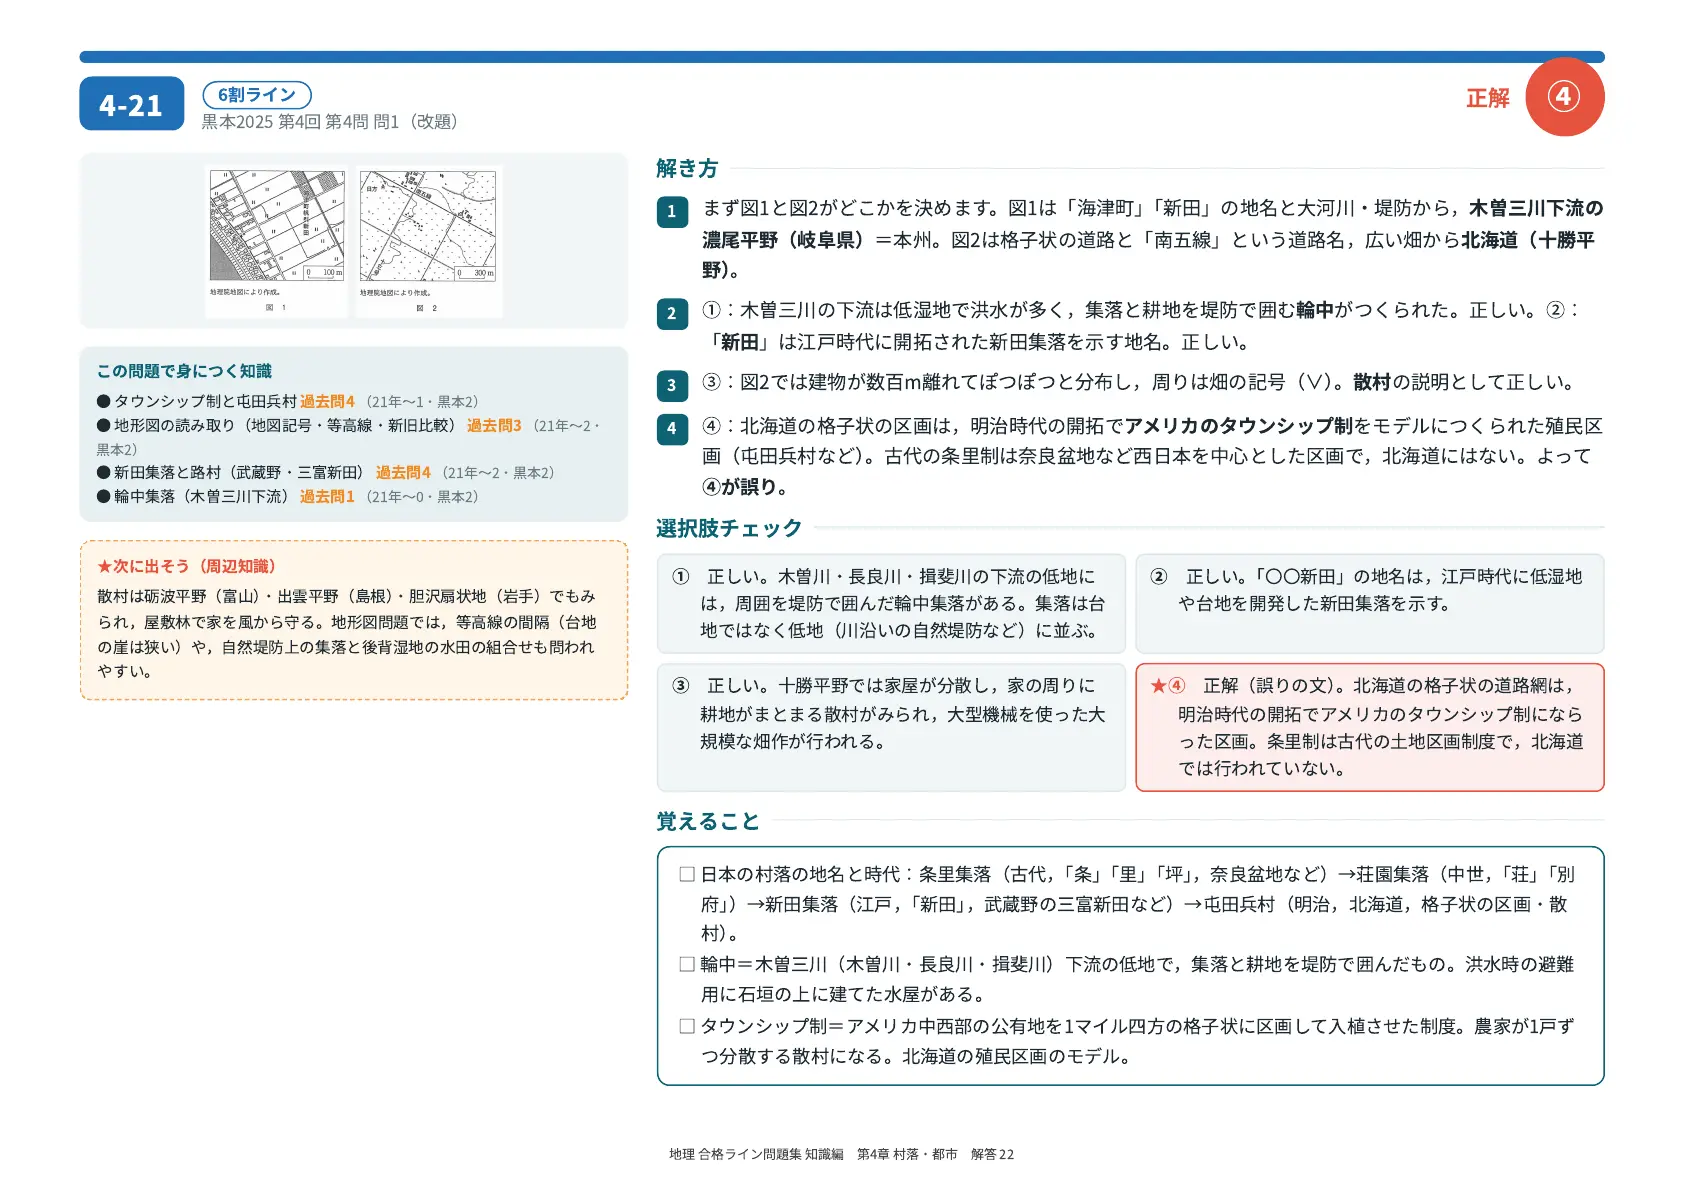 4-21
6割ライン
黒本2025 第4回 第4問 問1（改題）
正解 ④
日方
南五線
0 100m
0 300m
地理院地図により作成。
地理院地図により作成。
図 1
図 2
この問題で身につく知識
● タウンシップ制と屯田兵村 過去問4 （21年〜1・黒本2）
● 地形図の読み取り（地図記号・等高線・新旧比較） 過去問3 （21年〜2・
黒本2）
● 新田集落と路村（武蔵野・三富新田） 過去問4 （21年〜2・黒本2）
● 輪中集落（木曽三川下流） 過去問1 （21年〜0・黒本2）
★次に出そう（周辺知識）
散村は砺波平野（富山）・出雲平野（島根）・胆沢扇状地（岩手）でもみ
られ，屋敷林で家を風から守る。地形図問題では，等高線の間隔（台地
の崖は狭い）や，自然堤防上の集落と後背湿地の水田の組合せも問われ
やすい。
解き方
1 まず図1と図2がどこかを決めます。図1は「海津町」「新田」の地名と大河川・堤防から，木曽三川下流の
濃尾平野（岐阜県）＝本州。図2は格子状の道路と「南五線」という道路名，広い畑から北海道（十勝平
野）。
2 ①：木曽三川の下流は低湿地で洪水が多く，集落と耕地を堤防で囲む輪中がつくられた。正しい。②：
「新田」は江戸時代に開拓された新田集落を示す地名。正しい。
3 ③：図2では建物が数百m離れてぽつぽつと分布し，周りは畑の記号（∨）。散村の説明として正しい。
4 ④：北海道の格子状の区画は，明治時代の開拓でアメリカのタウンシップ制をモデルにつくられた殖民区
画（屯田兵村など）。古代の条里制は奈良盆地など西日本を中心とした区画で，北海道にはない。よって
④が誤り。
選択肢チェック
① 正しい。木曽川・長良川・揖斐川の下流の低地に
は，周囲を堤防で囲んだ輪中集落がある。集落は台
地ではなく低地（川沿いの自然堤防など）に並ぶ。
② 正しい。「〇〇新田」の地名は，江戸時代に低湿地
や台地を開発した新田集落を示す。
③ 正しい。十勝平野では家屋が分散し，家の周りに
耕地がまとまる散村がみられ，大型機械を使った大
規模な畑作が行われる。
★④ 正解（誤りの文）。北海道の格子状の道路網は，
明治時代の開拓でアメリカのタウンシップ制になら
った区画。条里制は古代の土地区画制度で，北海道
では行われていない。
覚えること
□ 日本の村落の地名と時代：条里集落（古代，「条」「里」「坪」，奈良盆地など）→荘園集落（中世，「荘」「別
府」）→新田集落（江戸，「新田」，武蔵野の三富新田など）→屯田兵村（明治，北海道，格子状の区画・散
村）。
□ 輪中＝木曽三川（木曽川・長良川・揖斐川）下流の低地で，集落と耕地を堤防で囲んだもの。洪水時の避難
用に石垣の上に建てた水屋がある。
□ タウンシップ制＝アメリカ中西部の公有地を1マイル四方の格子状に区画して入植させた制度。農家が1戸ず
つ分散する散村になる。北海道の殖民区画のモデル。
地理 合格ライン問題集 知識編 第4章 村落・都市 解答 22